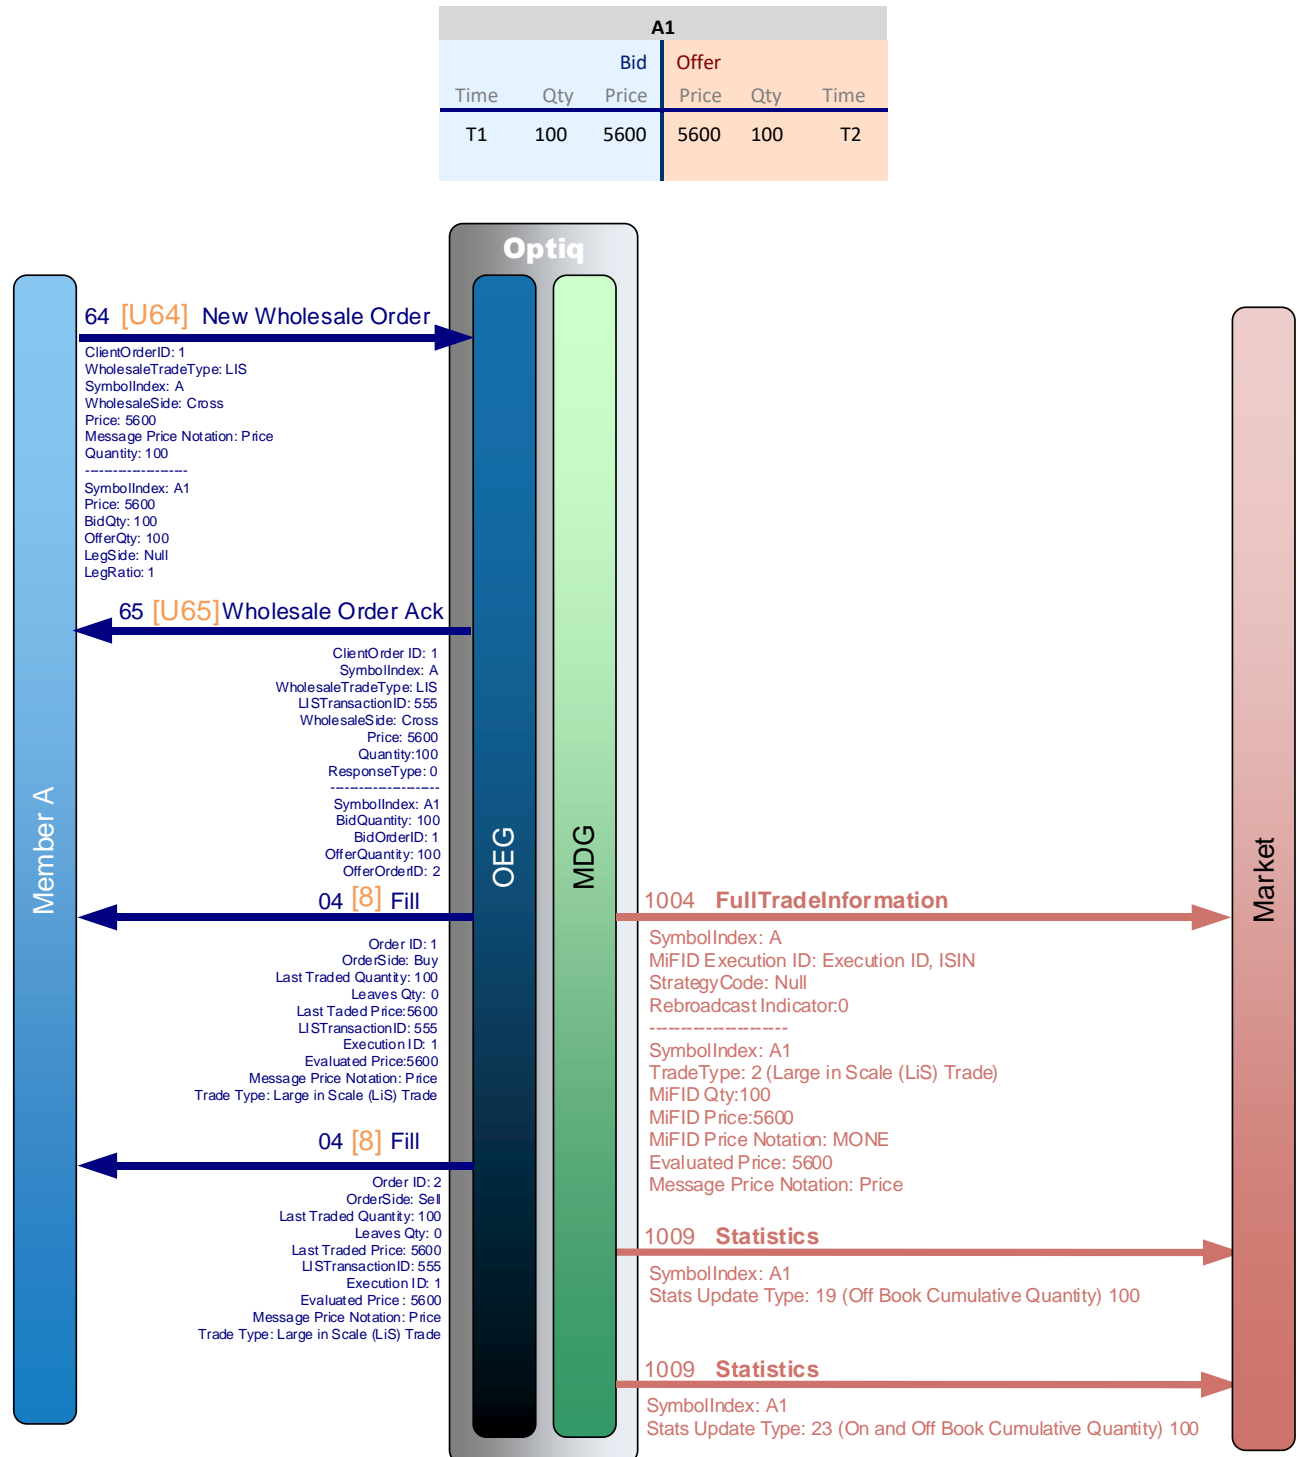 A1
Bid Offer
Time Qty Price Price Qty Time
T1 100 5600 5600 100 T2
Optiq
Member A
OEG
MDG
Market
64 [U64] New Wholesale Order
ClientOrderID: 1
WholesaleTradeType: LIS
SymbolIndex: A
WholesaleSide: Cross
Price: 5600
Message Price Notation: Price
Quantity: 100
----------------------
SymbolIndex: A1
Price: 5600
BidQty: 100
OfferQty: 100
LegSide: Null
LegRatio: 1
65 [U65] Wholesale Order Ack
ClientOrder ID: 1
SymbolIndex: A
WholesaleTradeType: LIS
LISTransactionID: 555
WholesaleSide: Cross
Price: 5600
Quantity:100
ResponseType: 0
----------------------
SymbolIndex: A1
BidQuantity: 100
BidOrderID: 1
OfferQuantity: 100
OfferOrderID: 2
04 [8] Fill
Order ID: 1
OrderSide: Buy
Last Traded Quantity: 100
Leaves Qty: 0
Last Taded Price:5600
LISTransactionID: 555
Execution ID: 1
Evaluated Price:5600
Message Price Notation: Price
Trade Type: Large in Scale (LiS) Trade
04 [8] Fill
Order ID: 2
OrderSide: Sell
Last Traded Quantity: 100
Leaves Qty: 0
Last Traded Price: 5600
LISTransactionID: 555
Execution ID: 1
Evaluated Price : 5600
Message Price Notation: Price
Trade Type: Large in Scale (LiS) Trade
1004 FullTradeInformation
SymbolIndex: A
MiFID Execution ID: Execution ID, ISIN
StrategyCode: Null
Rebroadcast Indicator:0
----------------------
SymbolIndex: A1
TradeType: 2 (Large in Scale (LiS) Trade)
MiFID Qty:100
MiFID Price:5600
MiFID Price Notation: MONE
Evaluated Price: 5600
Message Price Notation: Price
1009 Statistics
SymbolIndex: A1
Stats Update Type: 19 (Off Book Cumulative Quantity) 100
1009 Statistics
SymbolIndex: A1
Stats Update Type: 23 (On and Off Book Cumulative Quantity) 100